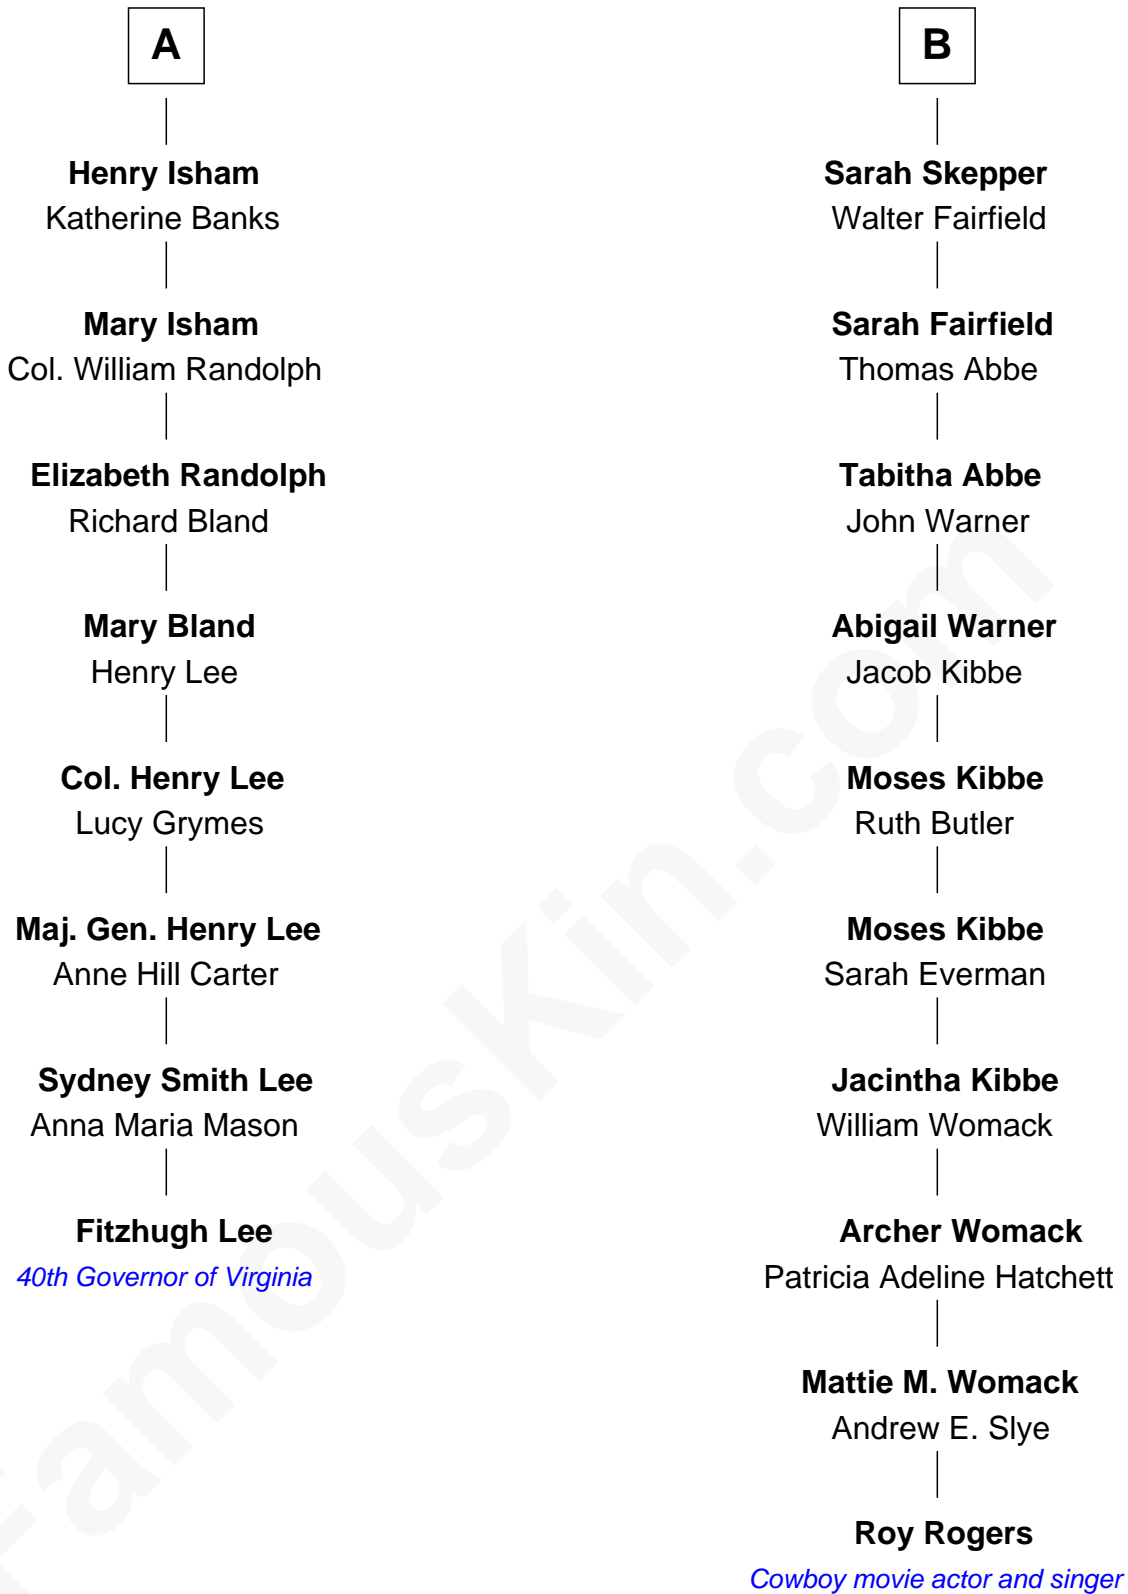 A
Henry Isham
Katherine Banks
Mary Isham
Col. William Randolph
Elizabeth Randolph
Richard Bland
Mary Bland
Henry Lee
Col. Henry Lee
Lucy Grymes
Maj. Gen. Henry Lee
Anne Hill Carter
Sydney Smith Lee
Anna Maria Mason
Fitzhugh Lee
40th Governor of Virginia
B
Sarah Skepper
Walter Fairfield
Sarah Fairfield
Thomas Abbe
Tabitha Abbe
John Warner
Abigail Warner
Jacob Kibbe
Moses Kibbe
Ruth Butler
Moses Kibbe
Sarah Everman
Jacintha Kibbe
William Womack
Archer Womack
Patricia Adeline Hatchett
Mattie M. Womack
Andrew E. Slye
Roy Rogers
Cowboy movie actor and singer
FamousKin.com